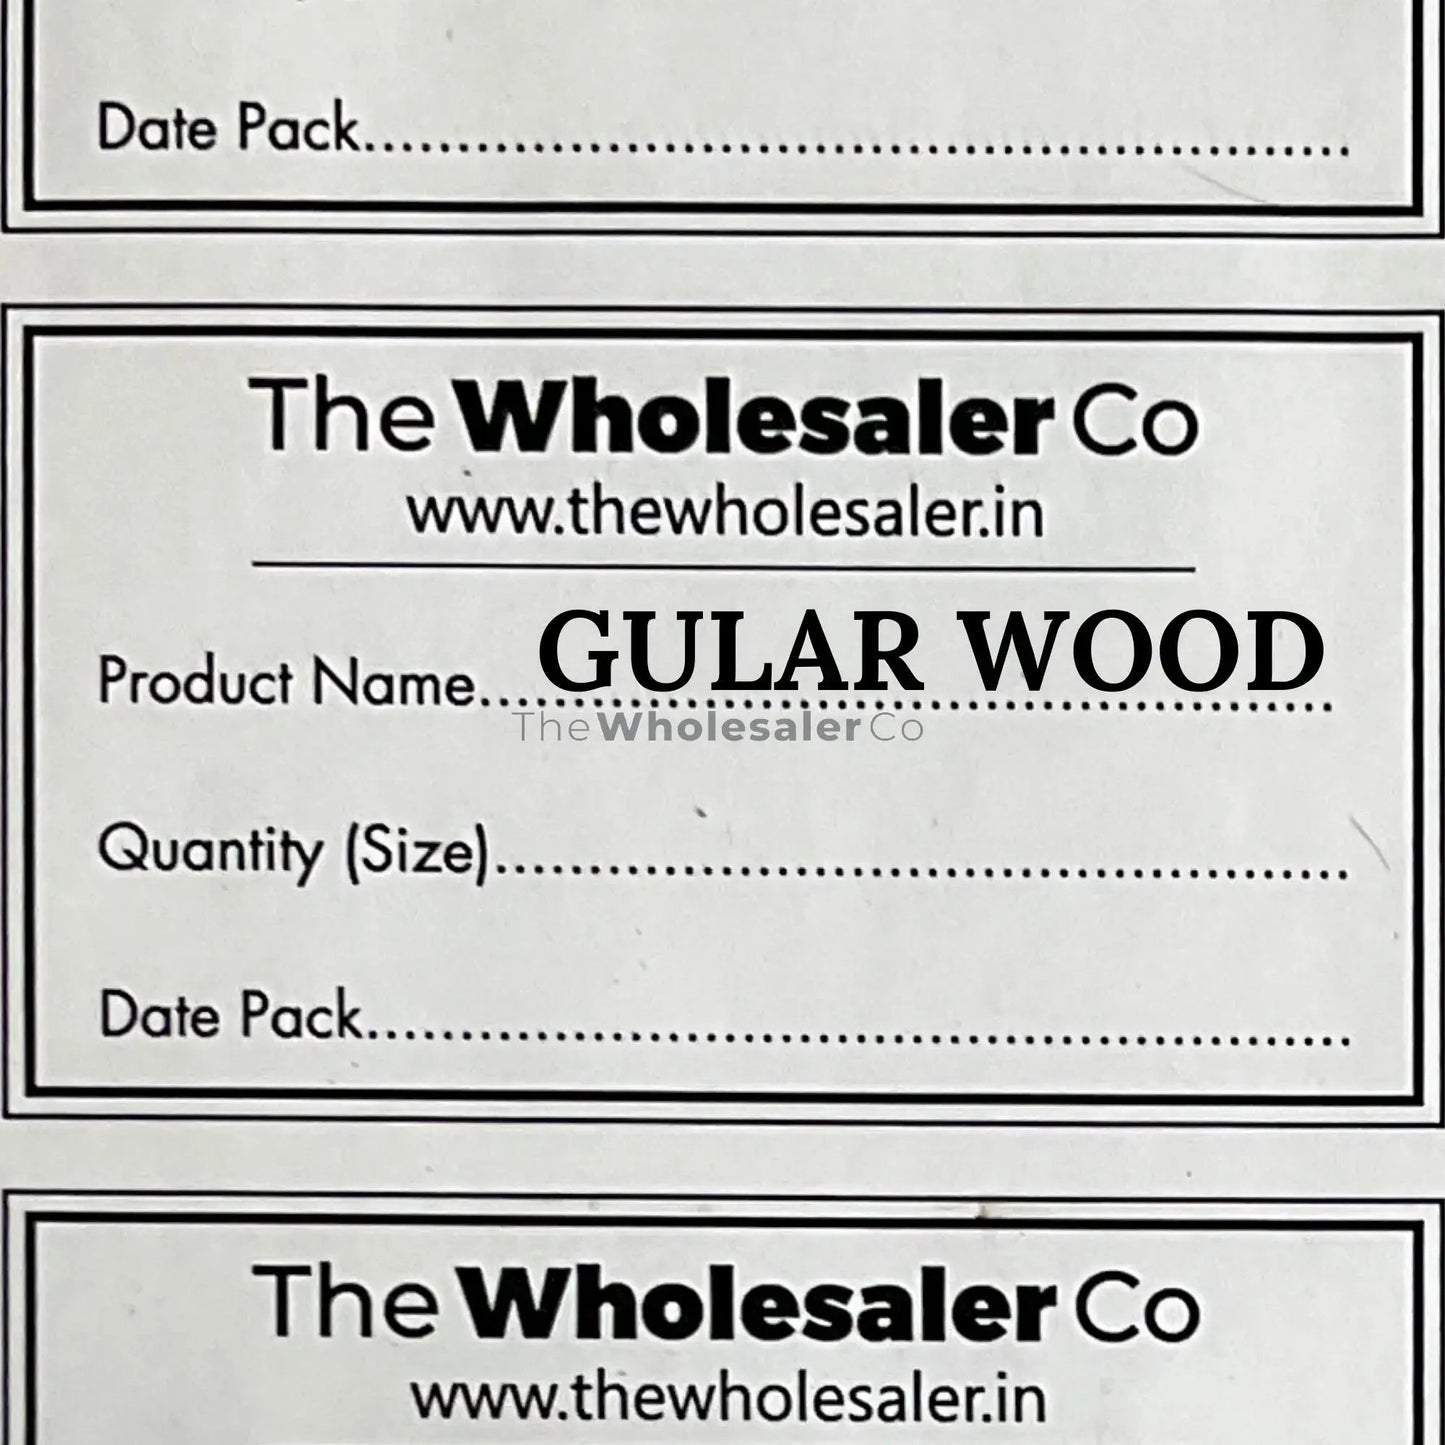 Date Pack..........................................................
The Wholesaler Co
www.thewholesaler.in
Product Name.................................................. GULAR WOOD
The Wholesaler Co
Quantity (Size)..................................................
Date Pack..........................................................
The Wholesaler Co
www.thewholesaler.in